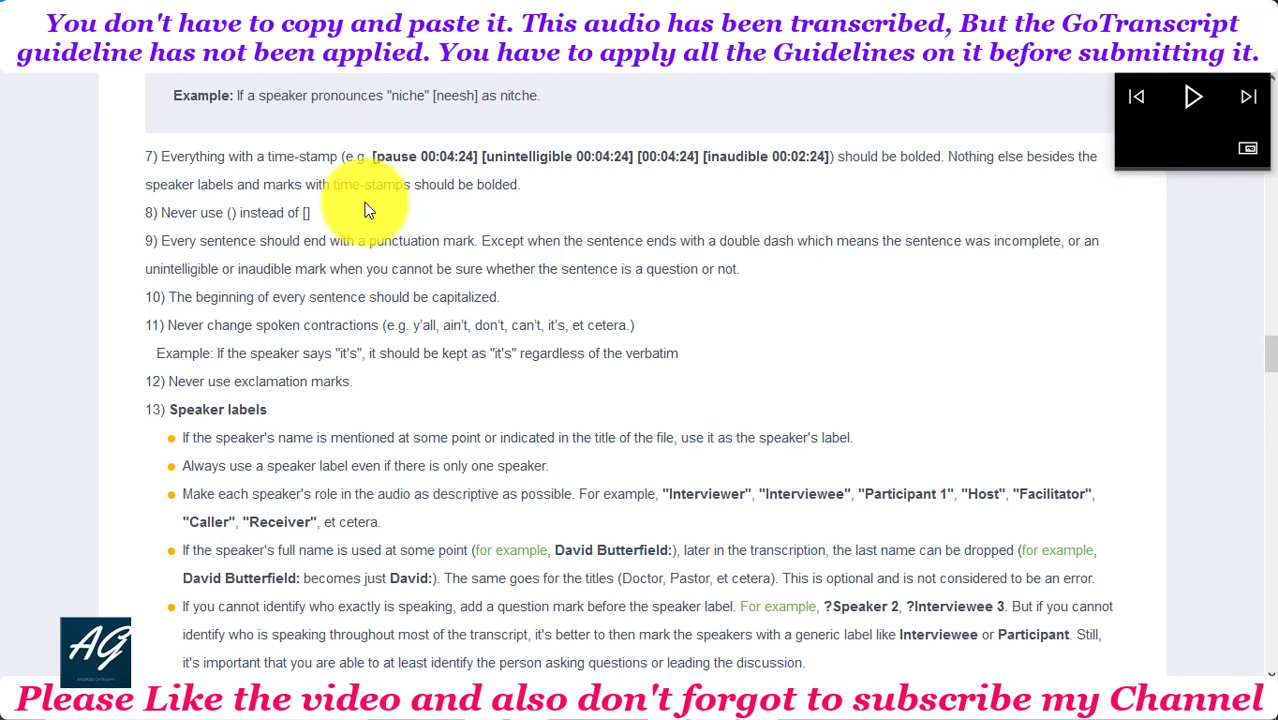 You don't have to copy and paste it. This audio has been transcribed, But the GoTranscript
guideline has not been applied. You have to apply all the Guidelines on it before submitting it.
Example: If a speaker pronounces "niche" [neesh] as nitche.
7) Everything with a time-stamp (e.g. [pause 00:04:24] [unintelligible 00:04:24] [00:04:24] [inaudible 00:02:24]) should be bolded. Nothing else besides the
speaker labels and marks with time-stamps should be bolded.
8) Never use () instead of []
9) Every sentence should end with a punctuation mark. Except when the sentence ends with a double dash which means the sentence was incomplete, or an
unintelligible or inaudible mark when you cannot be sure whether the sentence is a question or not.
10) The beginning of every sentence should be capitalized.
11) Never change spoken contractions (e.g. y’all, ain’t, don’t, can’t, it’s, et cetera.)
Example: If the speaker says "it's", it should be kept as "it's" regardless of the verbatim
12) Never use exclamation marks.
13) Speaker labels
If the speaker's name is mentioned at some point or indicated in the title of the file, use it as the speaker's label.
Always use a speaker label even if there is only one speaker.
Make each speaker's role in the audio as descriptive as possible. For example, "Interviewer", "Interviewee", "Participant 1", "Host", "Facilitator",
"Caller", "Receiver", et cetera.
If the speaker's full name is used at some point (for example, David Butterfield:), later in the transcription, the last name can be dropped (for example,
David Butterfield: becomes just David:). The same goes for the titles (Doctor, Pastor, et cetera). This is optional and is not considered to be an error.
If you cannot identify who exactly is speaking, add a question mark before the speaker label. For example, ?Speaker 2, ?Interviewee 3. But if you cannot
identify who is speaking throughout most of the transcript, it's better to then mark the speakers with a generic label like Interviewee or Participant. Still,
it's important that you are able to at least identify the person asking questions or leading the discussion.
AG
Please Like the video and also don't forgot to subscribe my Channel